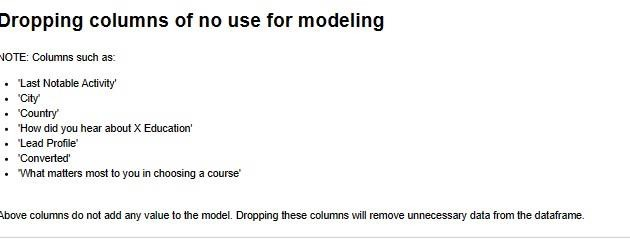 Dropping columns of no use for modeling
NOTE: Columns such as:
• 'Last Notable Activity'
• 'City'
• 'Country'
• 'How did you hear about X Education'
• 'Lead Profile'
• 'Converted'
• 'What matters most to you in choosing a course'
Above columns do not add any value to the model. Dropping these columns will remove unnecessary data from the dataframe.